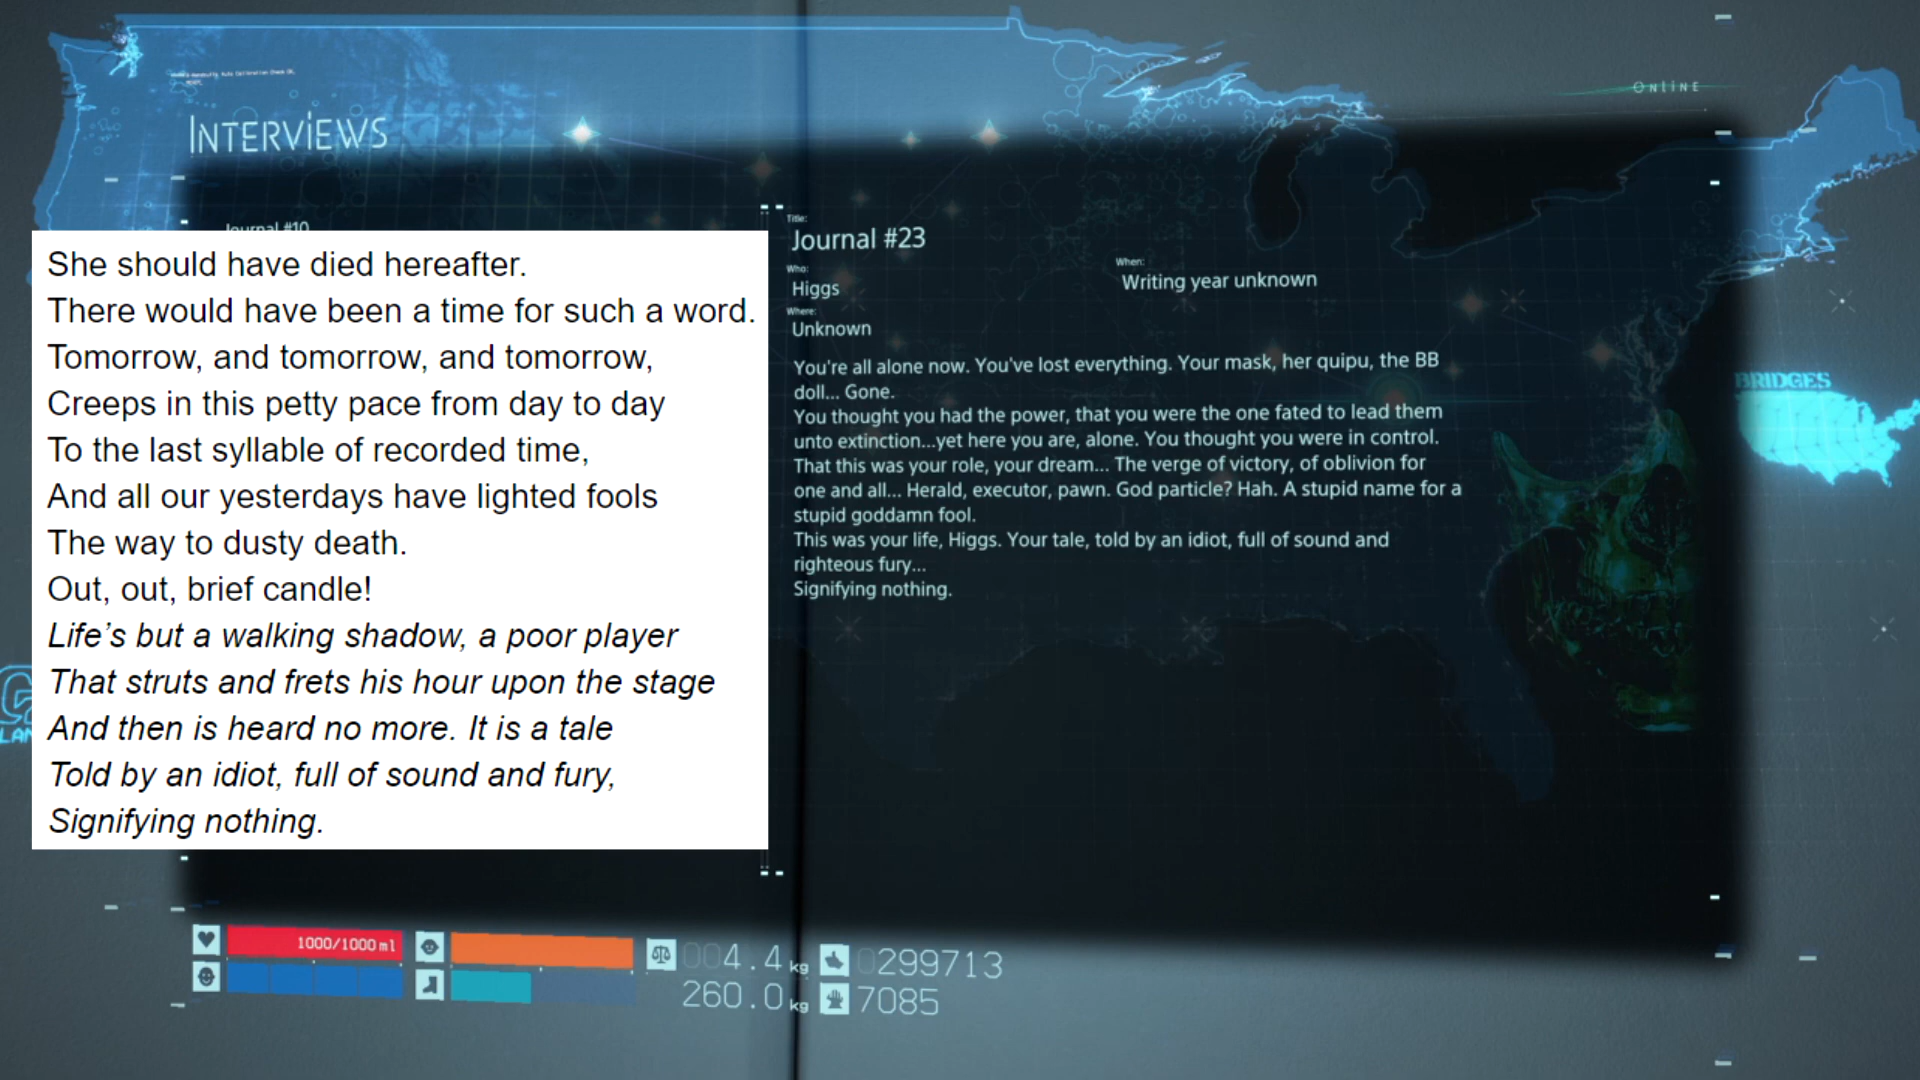 INTERVIEWS
ONLINE
Journal #10
She should have died hereafter.
There would have been a time for such a word.
Tomorrow, and tomorrow, and tomorrow,
Creeps in this petty pace from day to day
To the last syllable of recorded time,
And all our yesterdays have lighted fools
The way to dusty death.
Out, out, brief candle!
Life’s but a walking shadow, a poor player
That struts and frets his hour upon the stage
And then is heard no more. It is a tale
Told by an idiot, full of sound and fury,
Signifying nothing.
Title:
Journal #23
Who:
Higgs
When:
Writing year unknown
Where:
Unknown
You're all alone now. You've lost everything. Your mask, her quipu, the BB
doll... Gone.
You thought you had the power, that you were the one fated to lead them
unto extinction...yet here you are, alone. You thought you were in control.
That this was your role, your dream... The verge of victory, of oblivion for
one and all... Herald, executor, pawn. God particle? Hah. A stupid name for a
stupid goddamn fool.
This was your life, Higgs. Your tale, told by an idiot, full of sound and
righteous fury...
Signifying nothing.
BRIDGES
1000/1000 ml
004.4 kg
260.0 kg
0299713
7085